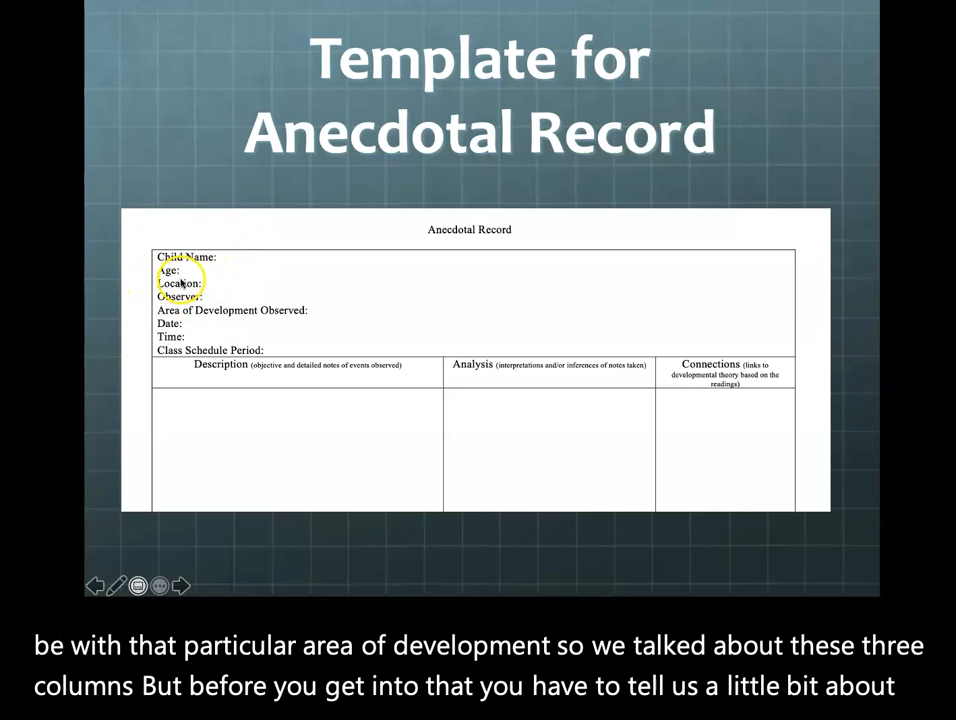 Template for
Anecdotal Record
Anecdotal Record
Child Name:
Age:
Location:
Observer:
Area of Development Observed:
Date:
Time:
Class Schedule Period:
Description (objective and detailed notes of events observed)
Analysis (interpretations and/or inferences of notes taken)
Connections (links to
developmental theory based on the
readings)
be with that particular area of development so we talked about these three
columns But before you get into that you have to tell us a little bit about